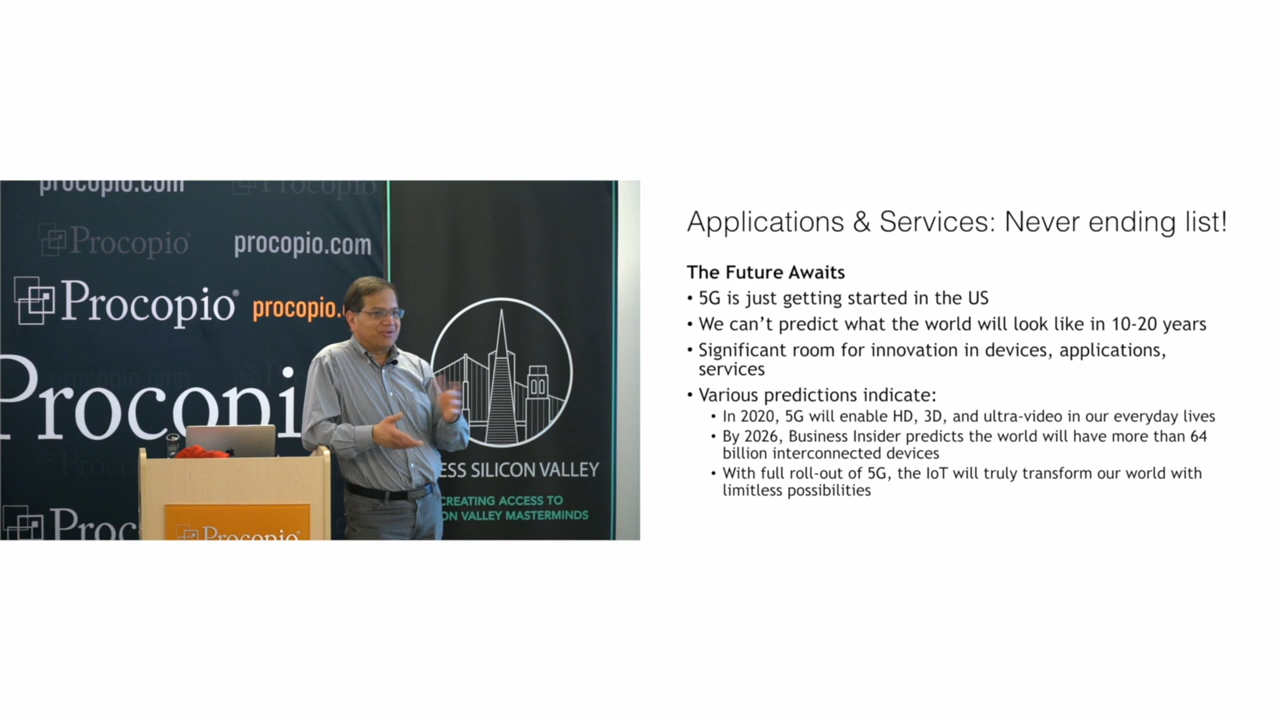 procopio.com
Procopio
Procopio
procopio.com
Procopio®
procopio.
Procopi
Proc
Procopio®
ESS SILICON VALLEY
CREATING ACCESS TO
ON VALLEY MASTERMINDS
Applications & Services: Never ending list!
The Future Awaits
• 5G is just getting started in the US
• We can’t predict what the world will look like in 10-20 years
• Significant room for innovation in devices, applications,
services
• Various predictions indicate:
• In 2020, 5G will enable HD, 3D, and ultra-video in our everyday lives
• By 2026, Business Insider predicts the world will have more than 64
billion interconnected devices
• With full roll-out of 5G, the IoT will truly transform our world with
limitless possibilities